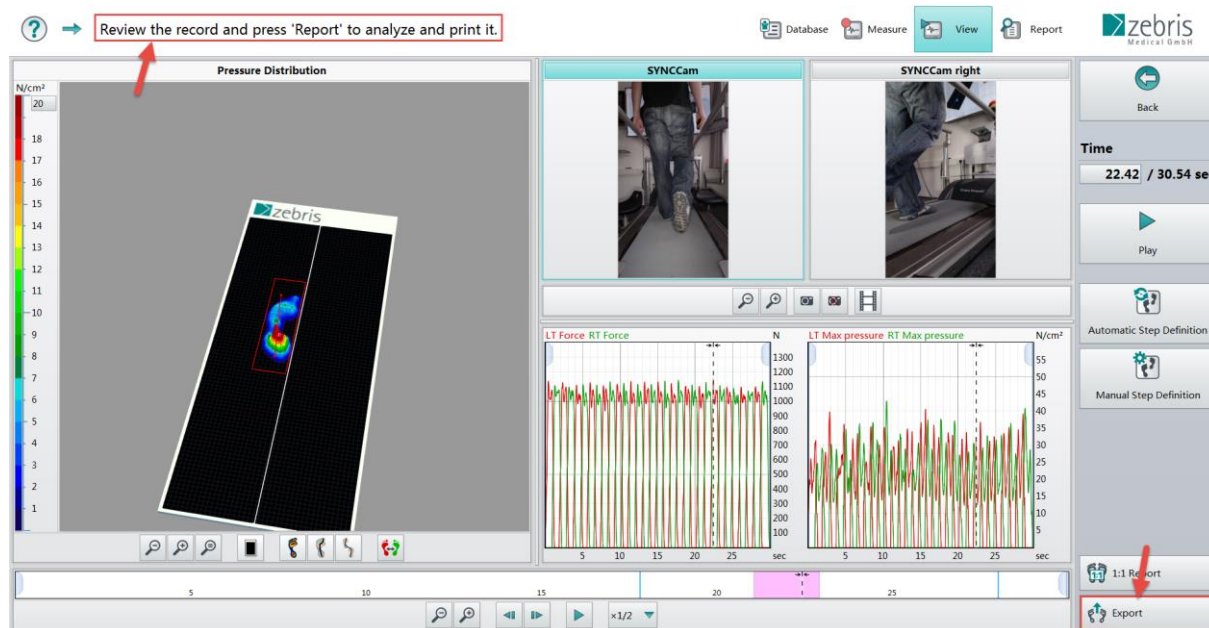 ?
Review the record and press 'Report' to analyze and print it.
Database
Measure
View
Report
zebris
Medical GmbH
Pressure Distribution
N/cm²
20
18
17
16
15
14
13
12
11
10
9
8
7
6
5
4
3
2
1
zebris
SYNCCam
SYNCCam right
LT Force RT Force N
1300
1100
1000
900
800
700
600
500
400
300
200
100
5 10 15 20 25 sec
LT Max pressure RT Max pressure N/cm²
55
50
45
40
35
30
25
20
15
10
5
5 10 15 20 25 sec
Back
Time
22.42 / 30.54 se
Play
Automatic Step Definition
Manual Step Definition
1:1 Report
Export
5 10 15 20 25
×1/2